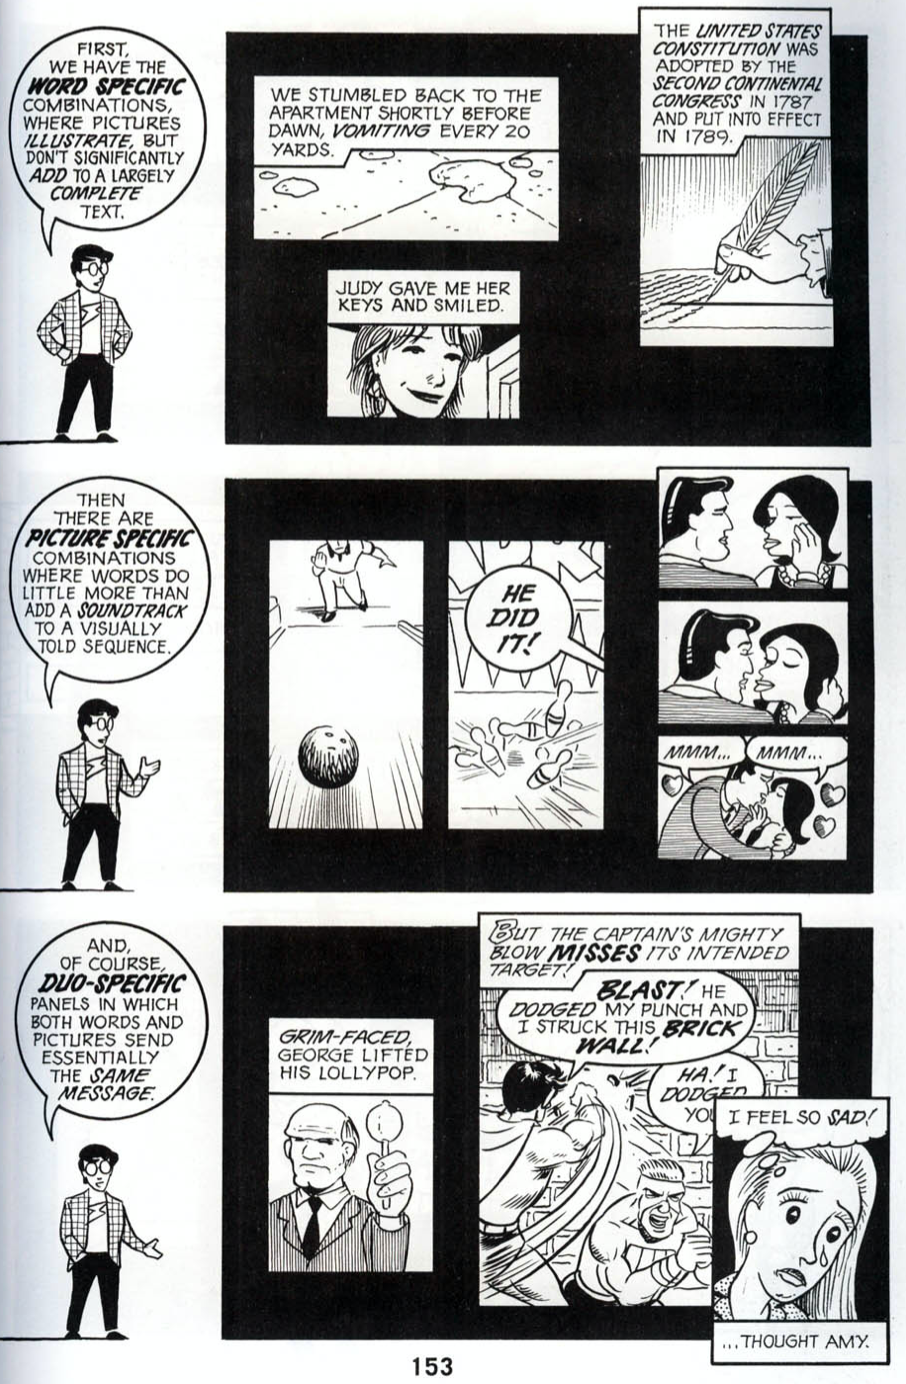 FIRST,
WE HAVE THE
WORD SPECIFIC
COMBINATIONS,
WHERE PICTURES
ILLUSTRATE, BUT
DON'T SIGNIFICANTLY
ADD TO A LARGELY
COMPLETE
TEXT.
WE STUMBLED BACK TO THE
APARTMENT SHORTLY BEFORE
DAWN, VOMITING EVERY 20
YARDS.
JUDY GAVE ME HER
KEYS AND SMILED.
THE UNITED STATES
CONSTITUTION WAS
ADOPTED BY THE
SECOND CONTINENTAL
CONGRESS IN 1787
AND PUT INTO EFFECT
IN 1789.
THEN
THERE ARE
PICTURE SPECIFIC
COMBINATIONS
WHERE WORDS DO
LITTLE MORE THAN
ADD A SOUNDTRACK
TO A VISUALLY
TOLD SEQUENCE.
HE
DID
IT!
MMM...
MMM...
AND,
OF COURSE,
DUO-SPECIFIC
PANELS IN WHICH
BOTH WORDS AND
PICTURES SEND
ESSENTIALLY
THE SAME
MESSAGE.
GRIM-FACED,
GEORGE LIFTED
HIS LOLLYPOP.
BUT THE CAPTAIN'S MIGHTY
BLOW MISSES ITS INTENDED
TARGET!
BLAST! HE
DODGED MY PUNCH AND
I STRUCK THIS BRICK
WALL!
HA! I
DODGED
YOU
I FEEL SO SAD!
...THOUGHT AMY.
153